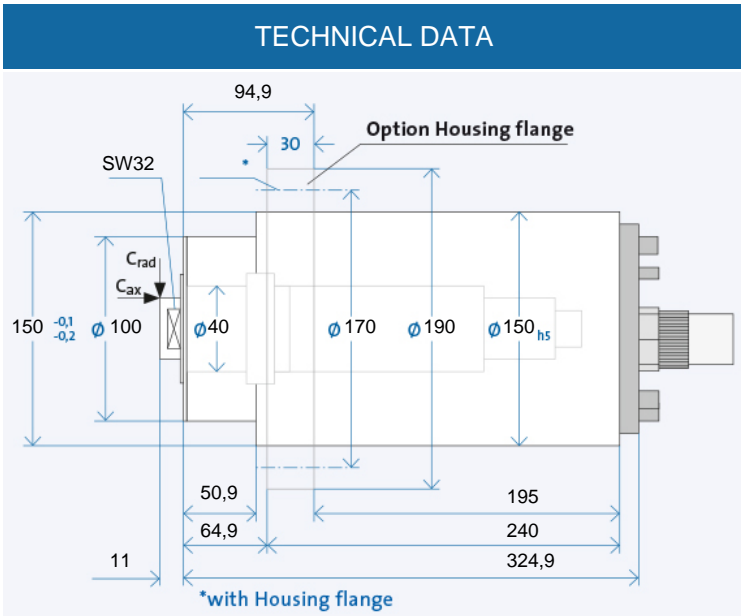 TECHNICAL DATA
94,9
30
Option Housing flange
SW32
*
Crad
Cax
150 -0,1 -0,2
ø 100
ø40
ø 170
ø 190
ø 150 h5
50,9
195
64,9
240
11
324,9
*with Housing flange